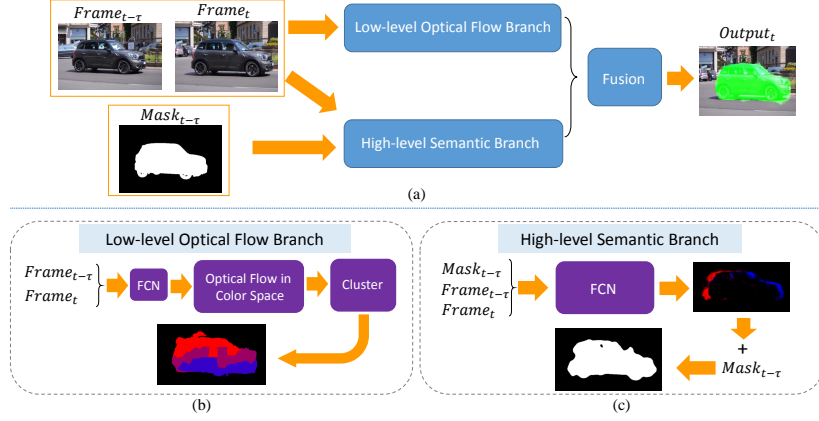 Frame_{t−τ}
Frame_t
Low-level Optical Flow Branch
Output_t
Fusion
Mask_{t−τ}
High-level Semantic Branch
(a)
Low-level Optical Flow Branch
Frame_{t−τ}
Frame_t
FCN
Optical Flow in
Color Space
Cluster
(b)
High-level Semantic Branch
Mask_{t−τ}
Frame_{t−τ}
Frame_t
FCN
+
Mask_{t−τ}
(c)